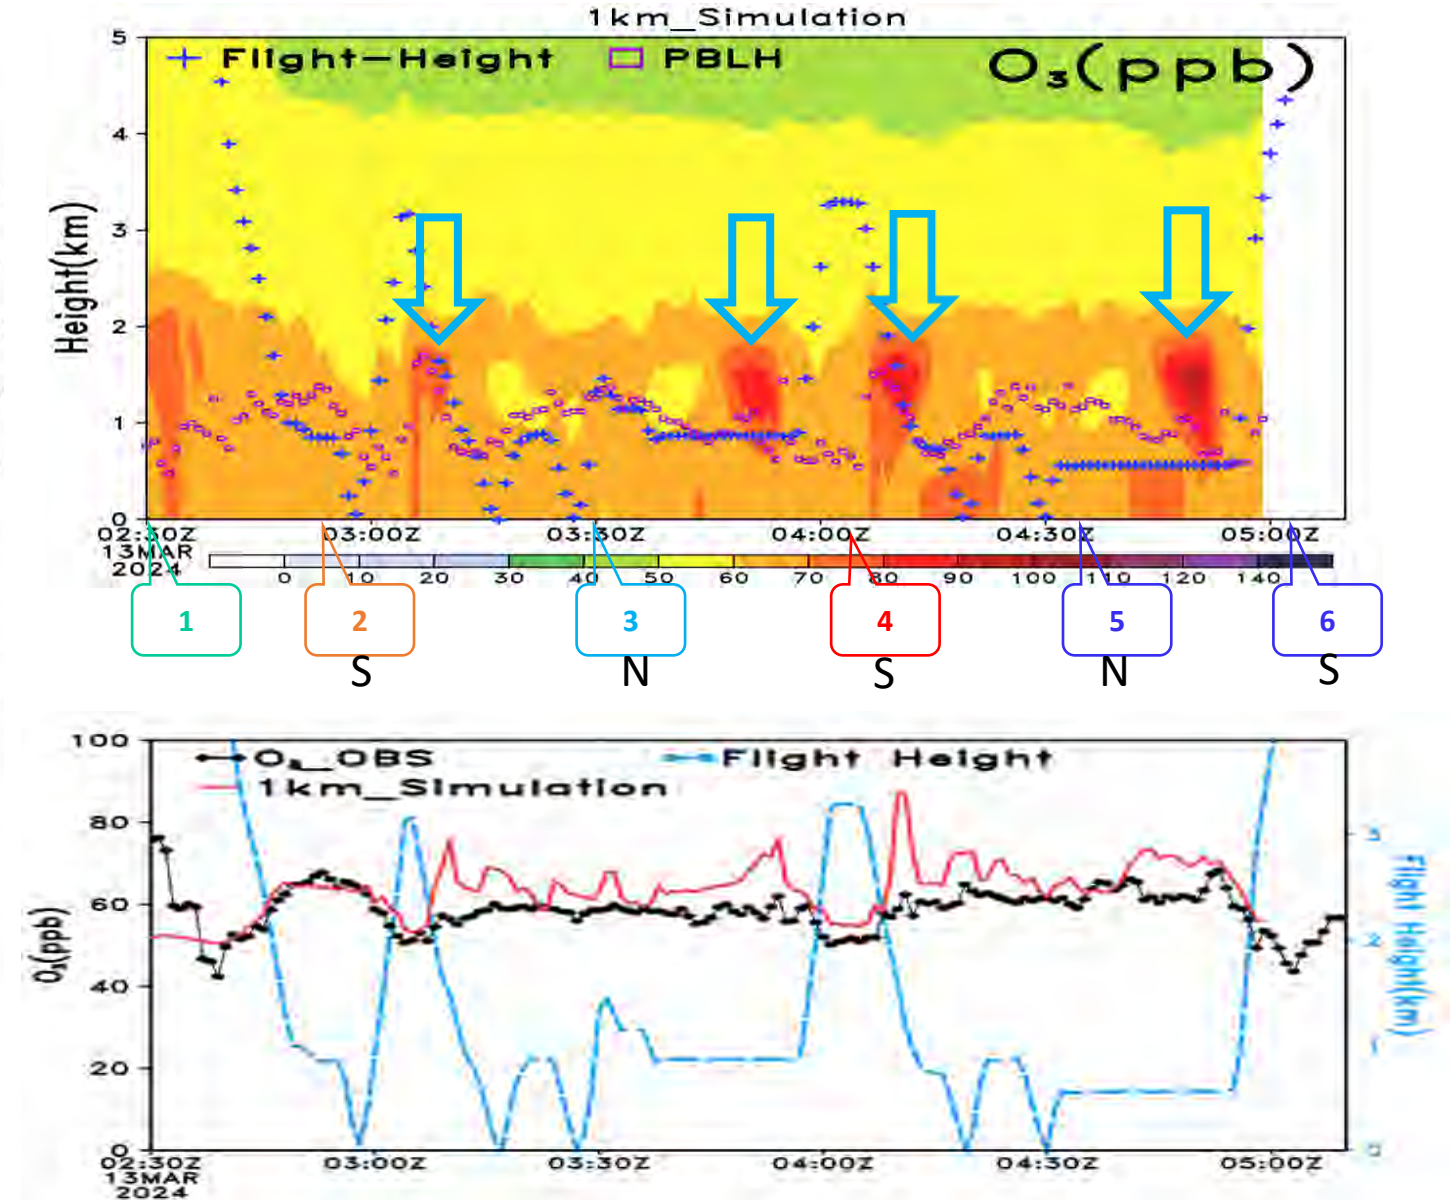 1km_Simulation
+ Flight-Height □ PBLH O₃(ppb)
5
4
3
2
1
0
Height(km)
02:30Z 03:00Z 03:30Z 04:00Z 04:30Z 05:00Z
13MAR
2024
0 10 20 30 40 50 60 70 80 90 100 110 120 140
1 2 3 4 5 6
S N S N S
O₃_OBS Flight Height
1km_Simulation
100
80
60
40
20
0
O₃(ppb)
3
2
1
0
Flight Height(km)
02:30Z 03:00Z 03:30Z 04:00Z 04:30Z 05:00Z
13MAR
2024